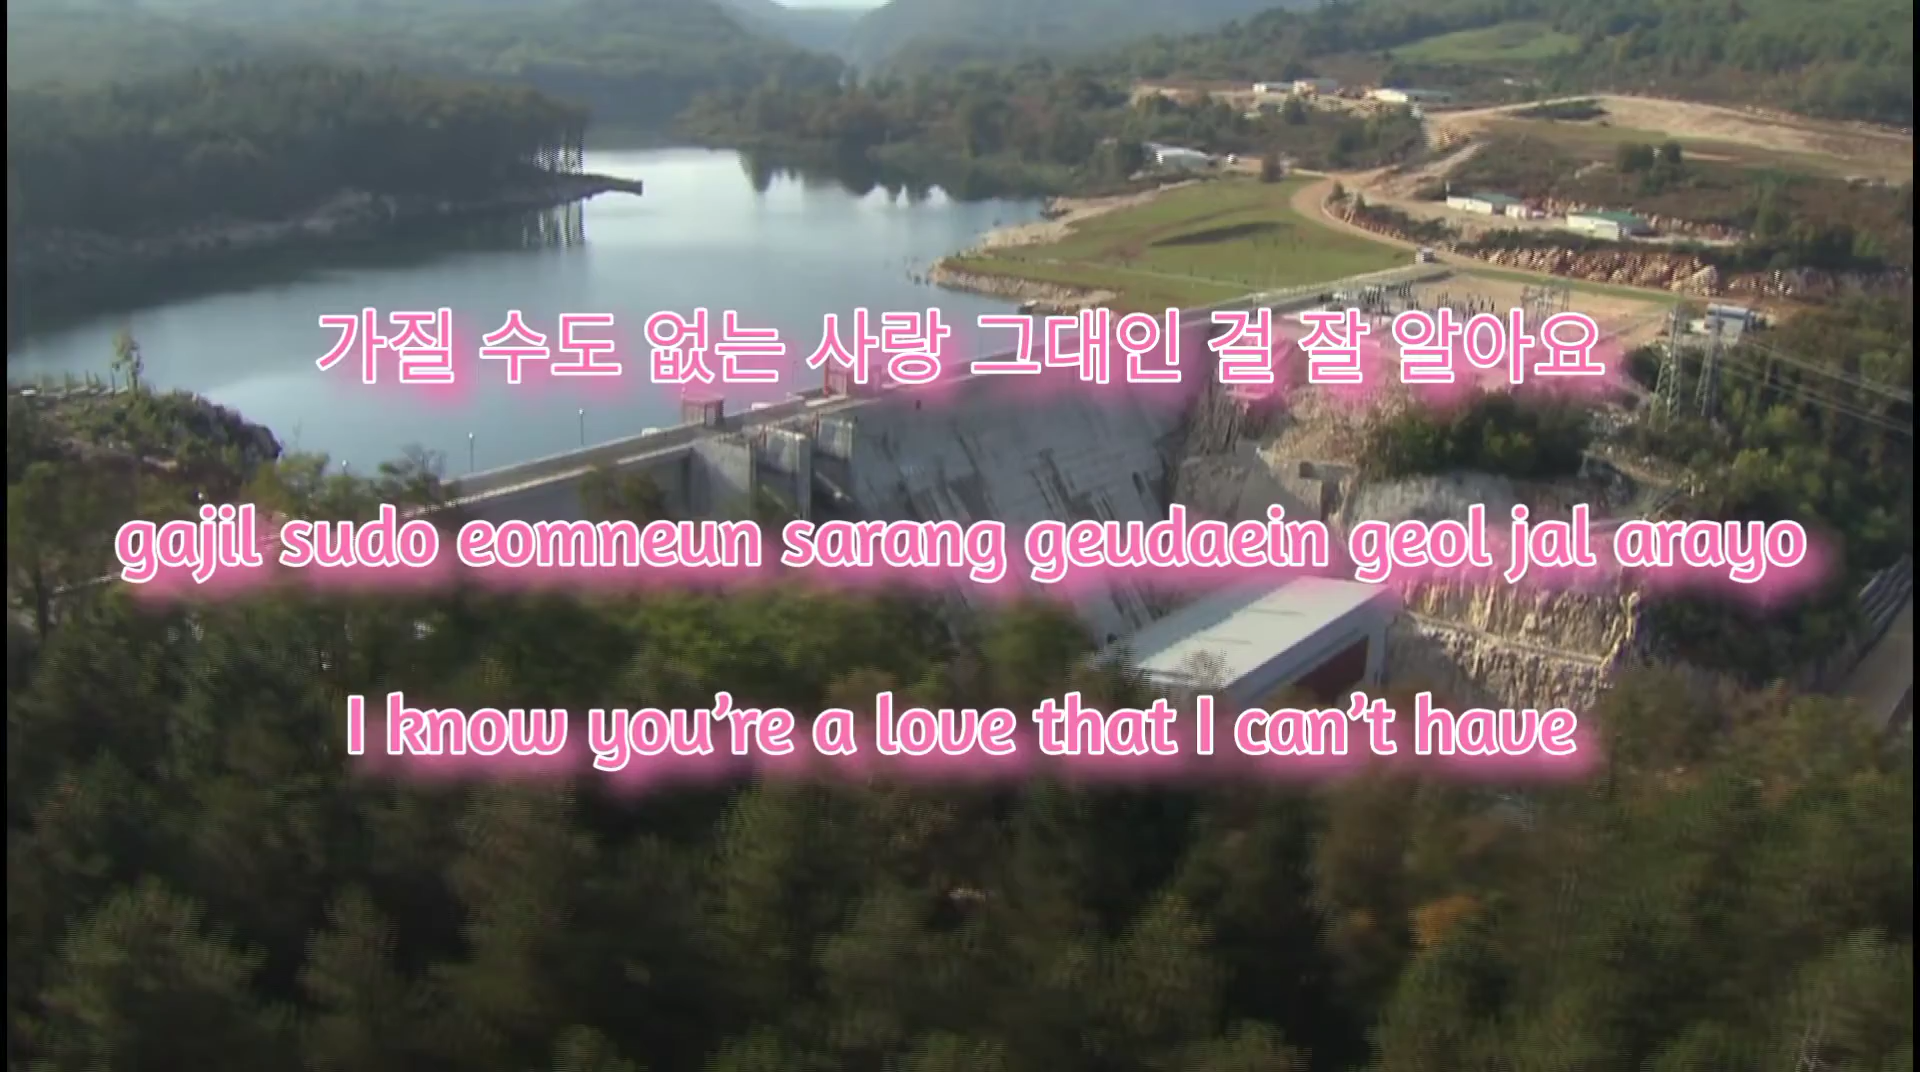 가질 수도 없는 사랑 그대인 걸 잘 알아요
gajil sudo eomneun sarang geudaein geol jal arayo
I know you’re a love that I can’t have